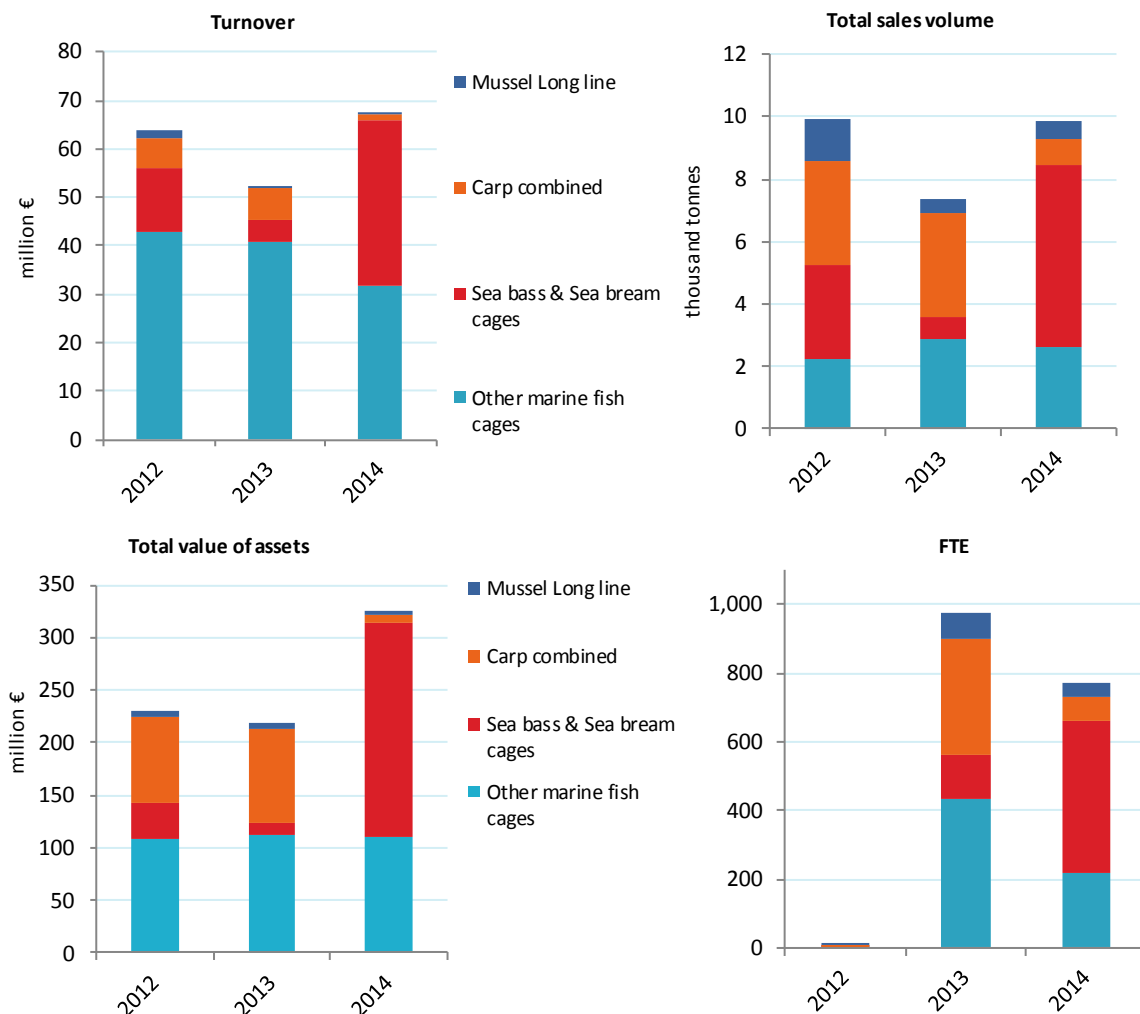 Turnover
80
70
60
50
40
30
20
10
0
million €
2012
2013
2014
Mussel Long line
Carp combined
Sea bass & Sea bream
cages
Other marine fish
cages
Total sales volume
12
10
8
6
4
2
0
thousand tonnes
2012
2013
2014
Total value of assets
350
300
250
200
150
100
50
0
million €
2012
2013
2014
Mussel Long line
Carp combined
Sea bass & Sea bream
cages
Other marine fish
cages
FTE
1,000
800
600
400
200
0
2012
2013
2014